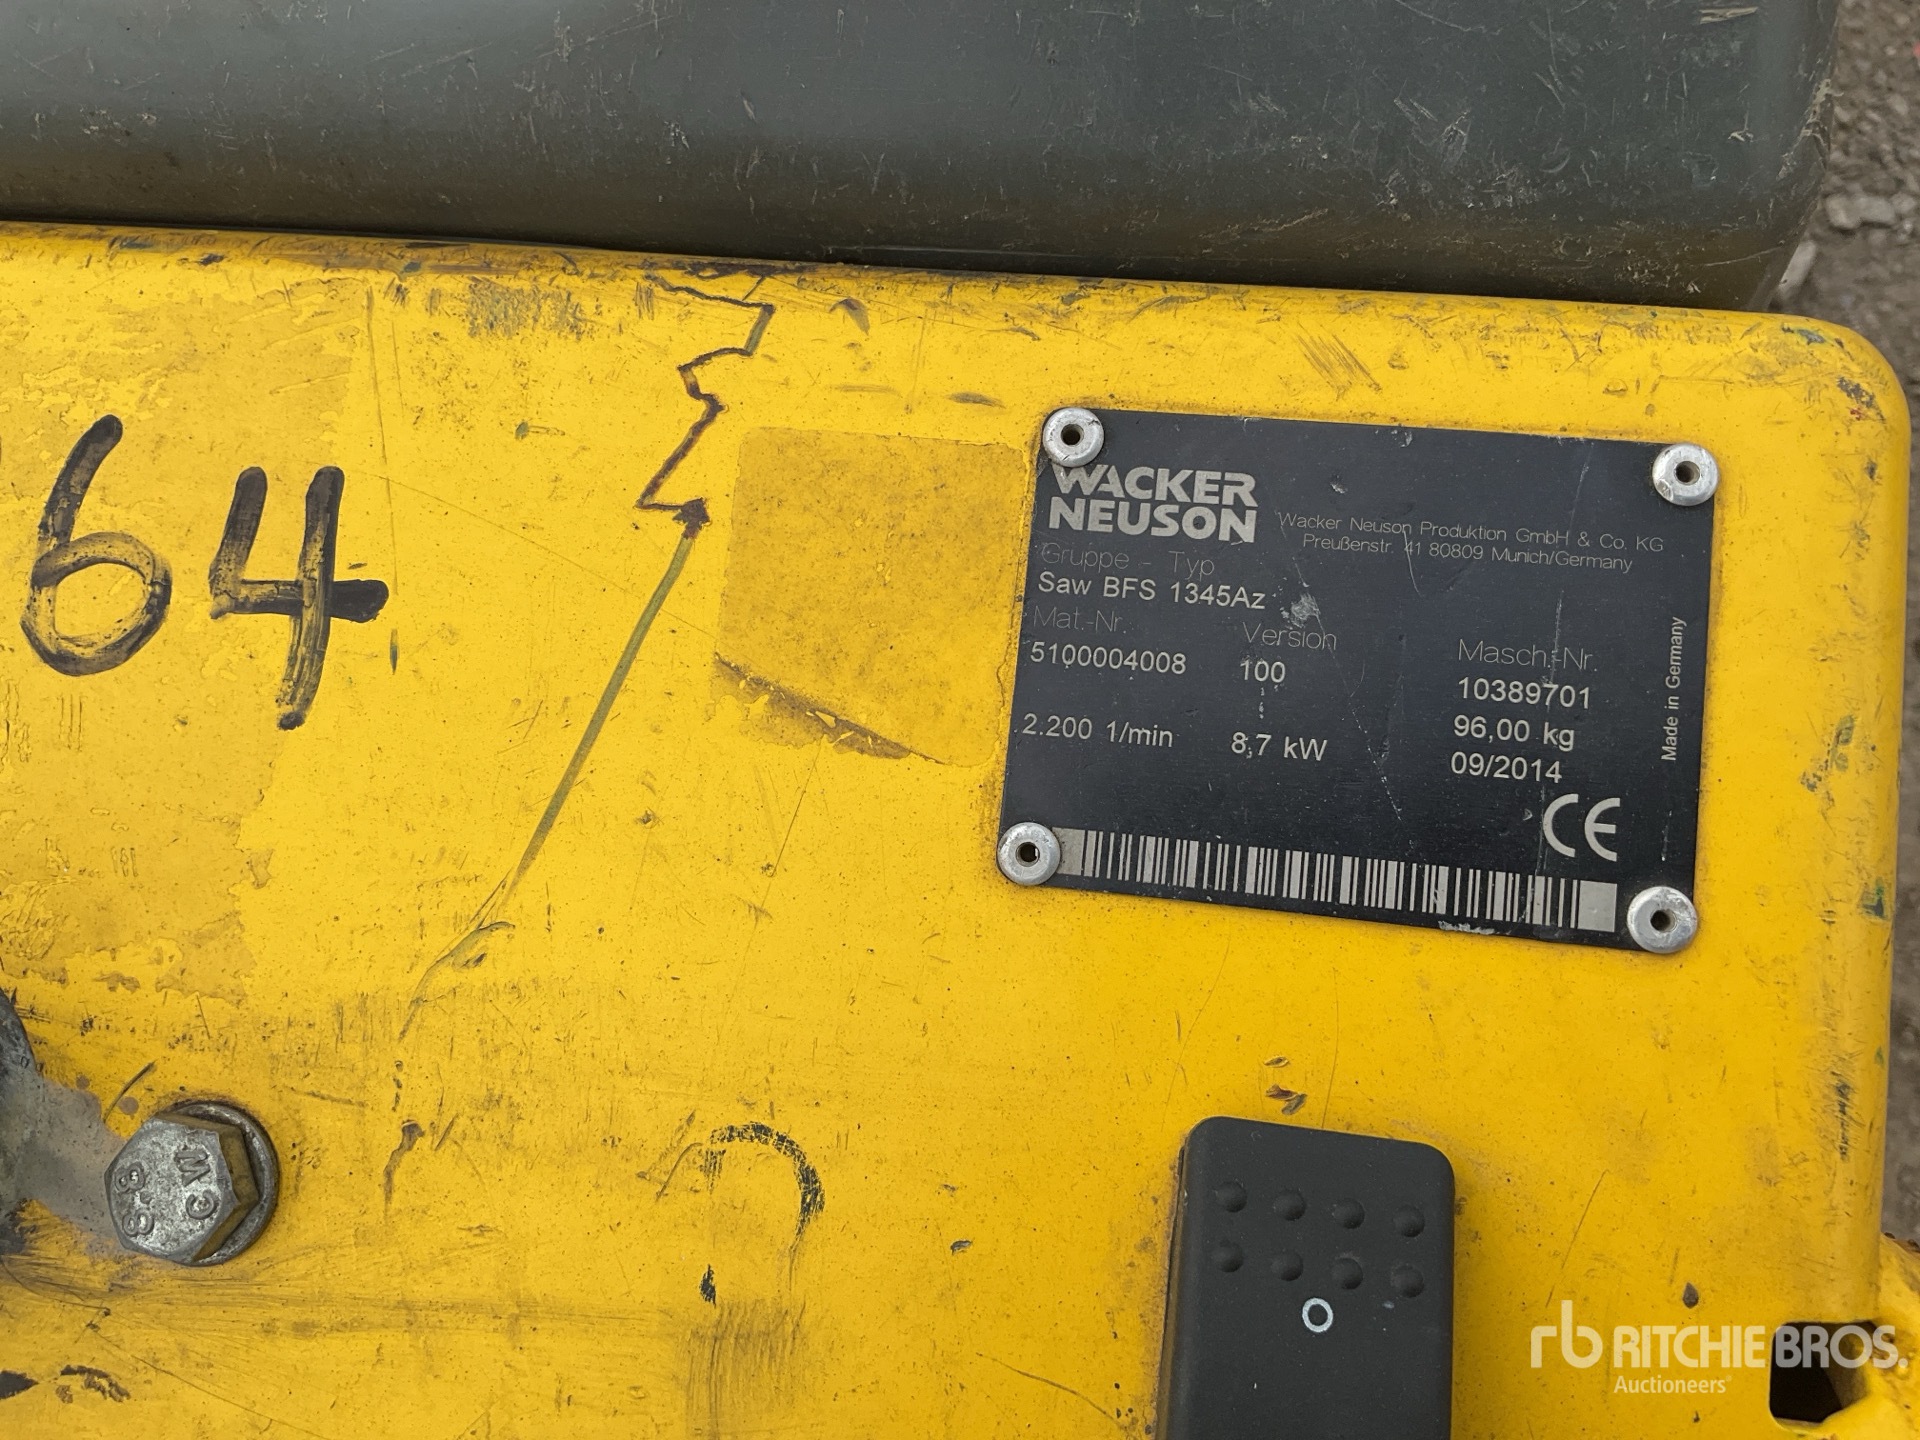 64
WACKER
NEUSON
Wacker Neuson Produktion GmbH & Co. KG
Preußenstr. 41 80809 Munich/Germany
Gruppe - Typ
Saw BFS 1345Az
Mat.-Nr. Version Masch.-Nr.
5100004008 100 10389701
2.200 1/min 8,7 kW 96,00 kg
09/2014
Made in Germany
CE
8.8
O
rb RITCHIE BROS.
Auctioneers